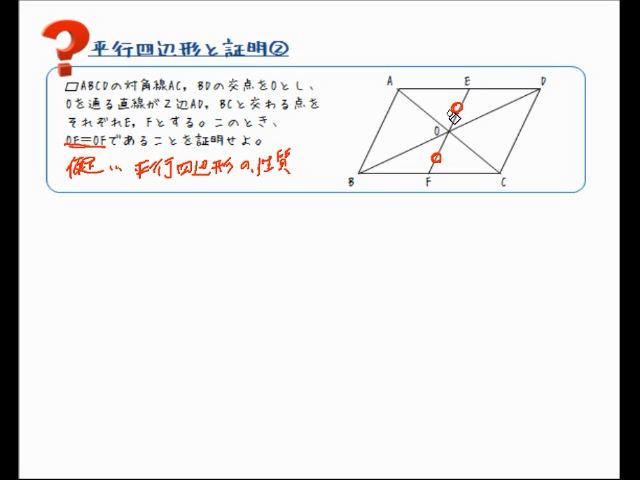 ?
平行四辺形と証明②
▱ABCDの対角線AC, BDの交点をOとし、
Oを通る直線が2辺AD, BCと交わる点を
それぞれE, Fとする。このとき、
OE=OFであることを証明せよ。
仮定 … 平行四辺形の性質
A E D
O
B F C